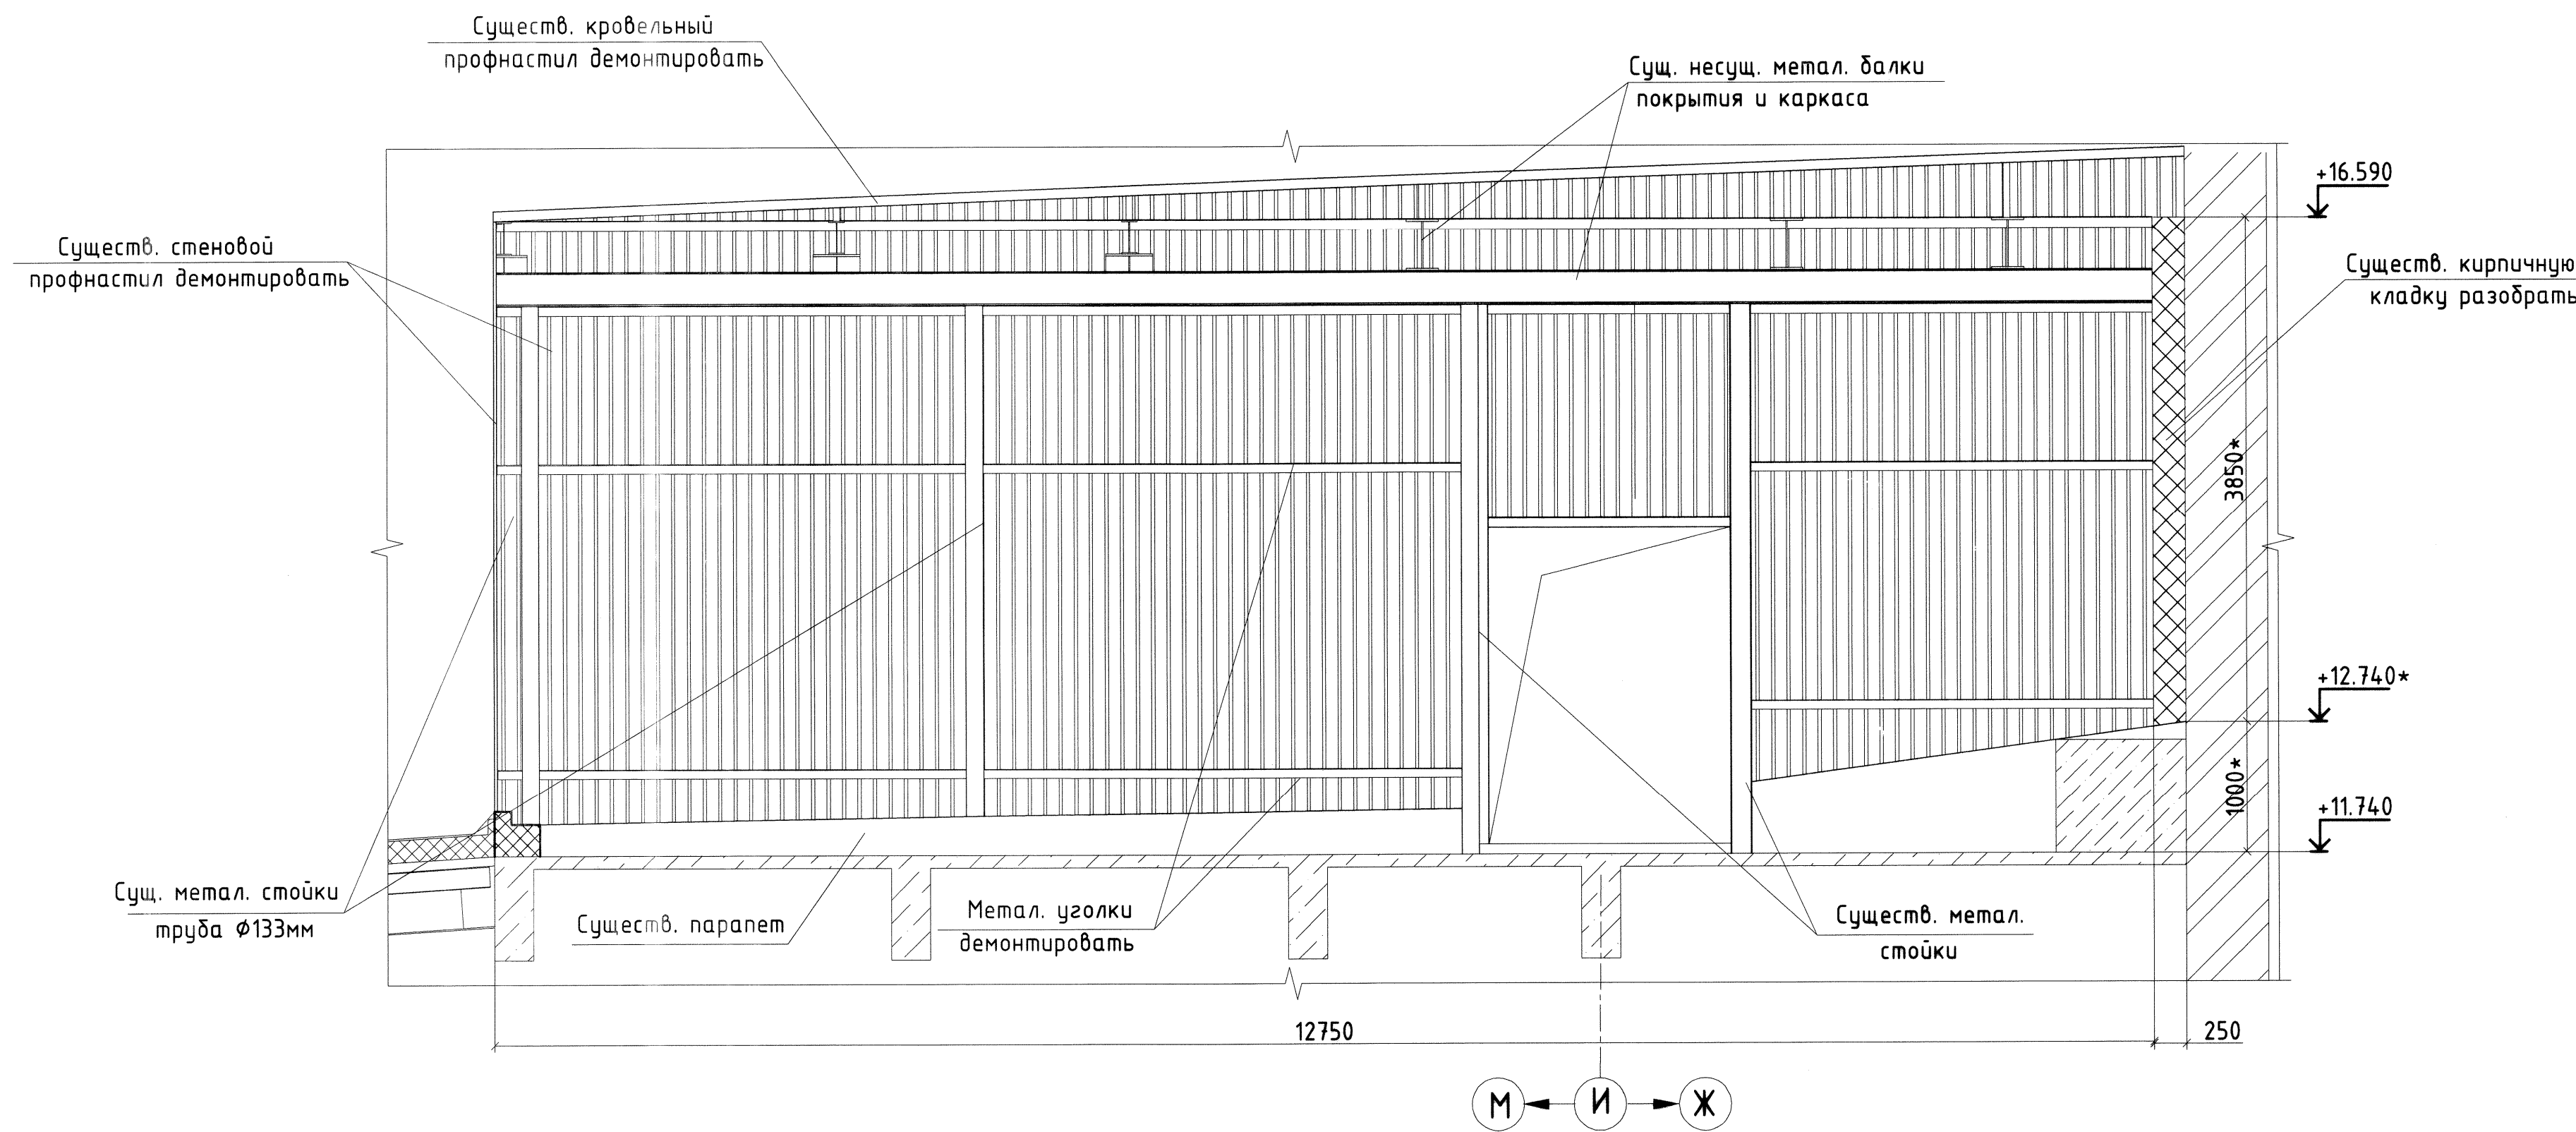 Существ. кровельный
профнастил демонтировать
Сущ. несущ. метал. балки
покрытия и каркаса
+16.590
Существ. стеновой
профнастил демонтировать
Существ. кирпичную
кладку разобрать
3850*
+12.740*
1000*
+11.740
Сущ. метал. стойки
труба Ф133мм
Существ. парапет
Метал. уголки
демонтировать
Существ. метал.
стойки
12750
250
М И Ж